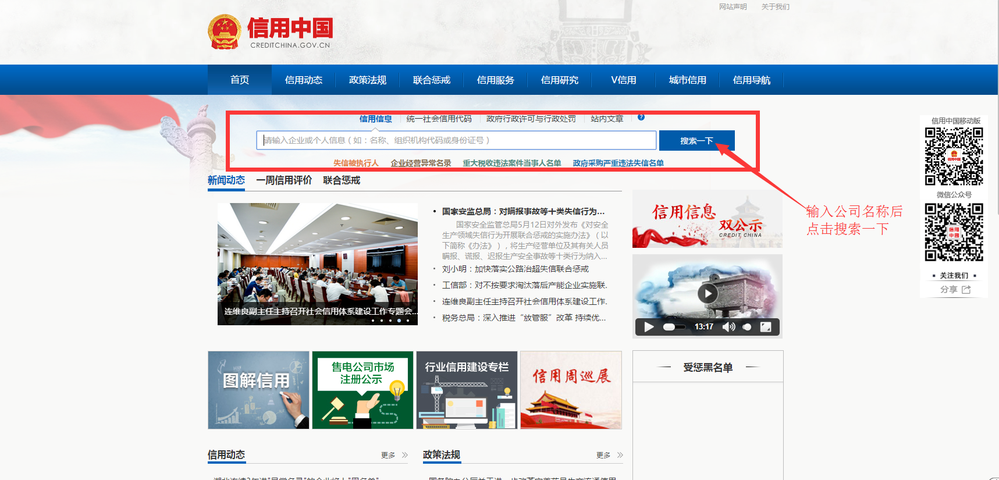 网站声明 关于我们
信用中国
CREDITCHINA.GOV.CN
首页 信用动态 政策法规 联合惩戒 信用服务 信用研究 V信用 城市信用 信用导航
信用信息 统一社会信用代码 政府行政许可与行政处罚 站内文章 ?
请输入企业或个人信息（如：名称、组织机构代码或身份证号）
搜索一下
失信被执行人 企业经营异常名录 重大税收违法案件当事人名单 政府采购严重违法失信名单
新闻动态 一周信用评价 联合惩戒
连维良副主任主持召开社会信用体系建设工作专题会...
国家安监总局：对瞒报事故等十类失信行为...
国家安全监管总局5月12日对外发布《对安全
生产领域失信行为开展联合惩戒的实施办法》（以
下简称《办法》），将生产经营单位及其有关人员
瞒报、谎报、迟报生产安全事故等十类行为纳入...
刘小明：加快落实公路治超失信联合惩戒
工信部：对不按要求淘汰落后产能企业实施联.
连维良副主任主持召开社会信用体系建设工作.
税务总局：深入推进“放管服”改革 持续优...
信用信息
双公示
CREDIT CHINA
输入公司名称后
点击搜索一下
13:17
信用中国移动版
微信公众号
信用
中国
关注我们
分享
图解信用
售电公司市场
注册公示
行业信用建设专栏
信用周巡展
受惩黑名单
信用动态 更多
政策法规 更多